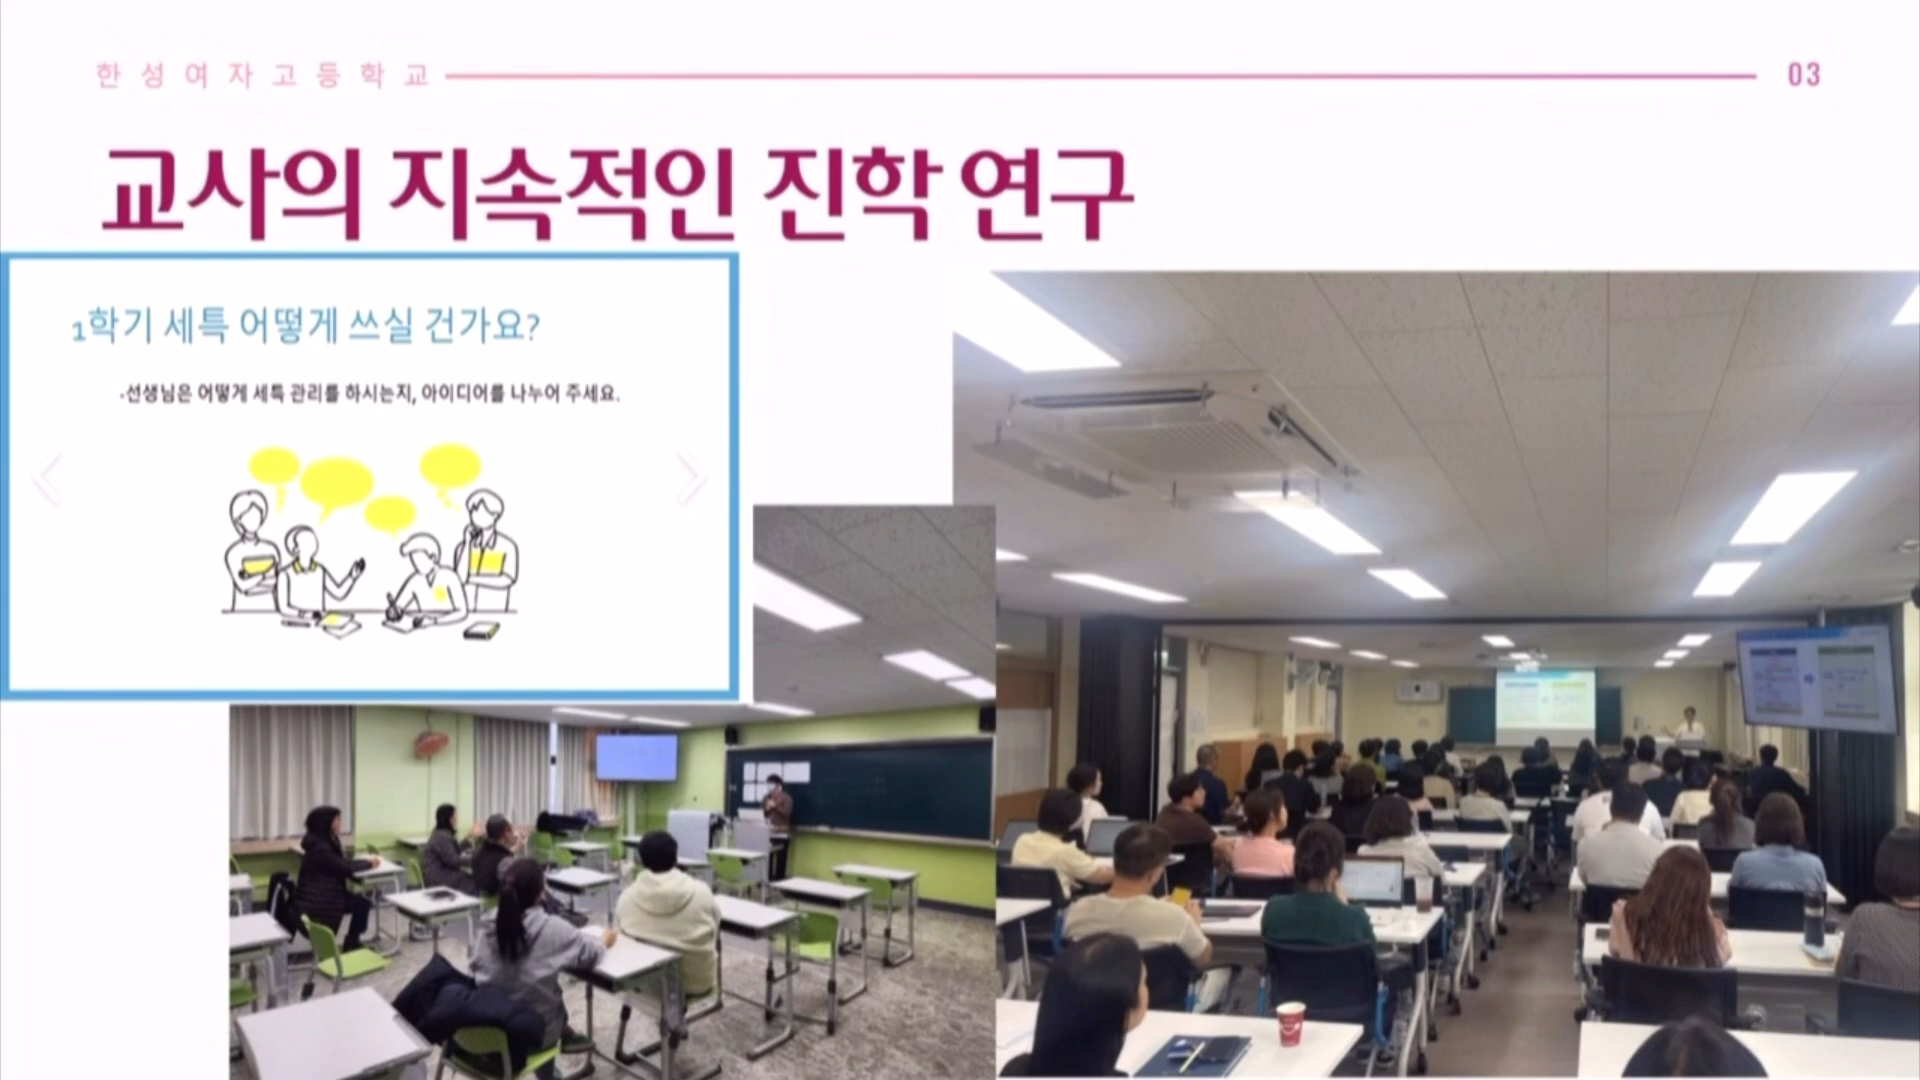 한성여자고등학교
03
교사의 지속적인 진학 연구
1학기 세특 어떻게 쓰실 건가요?
-선생님은 어떻게 세특 관리를 하시는지, 아이디어를 나누어 주세요.